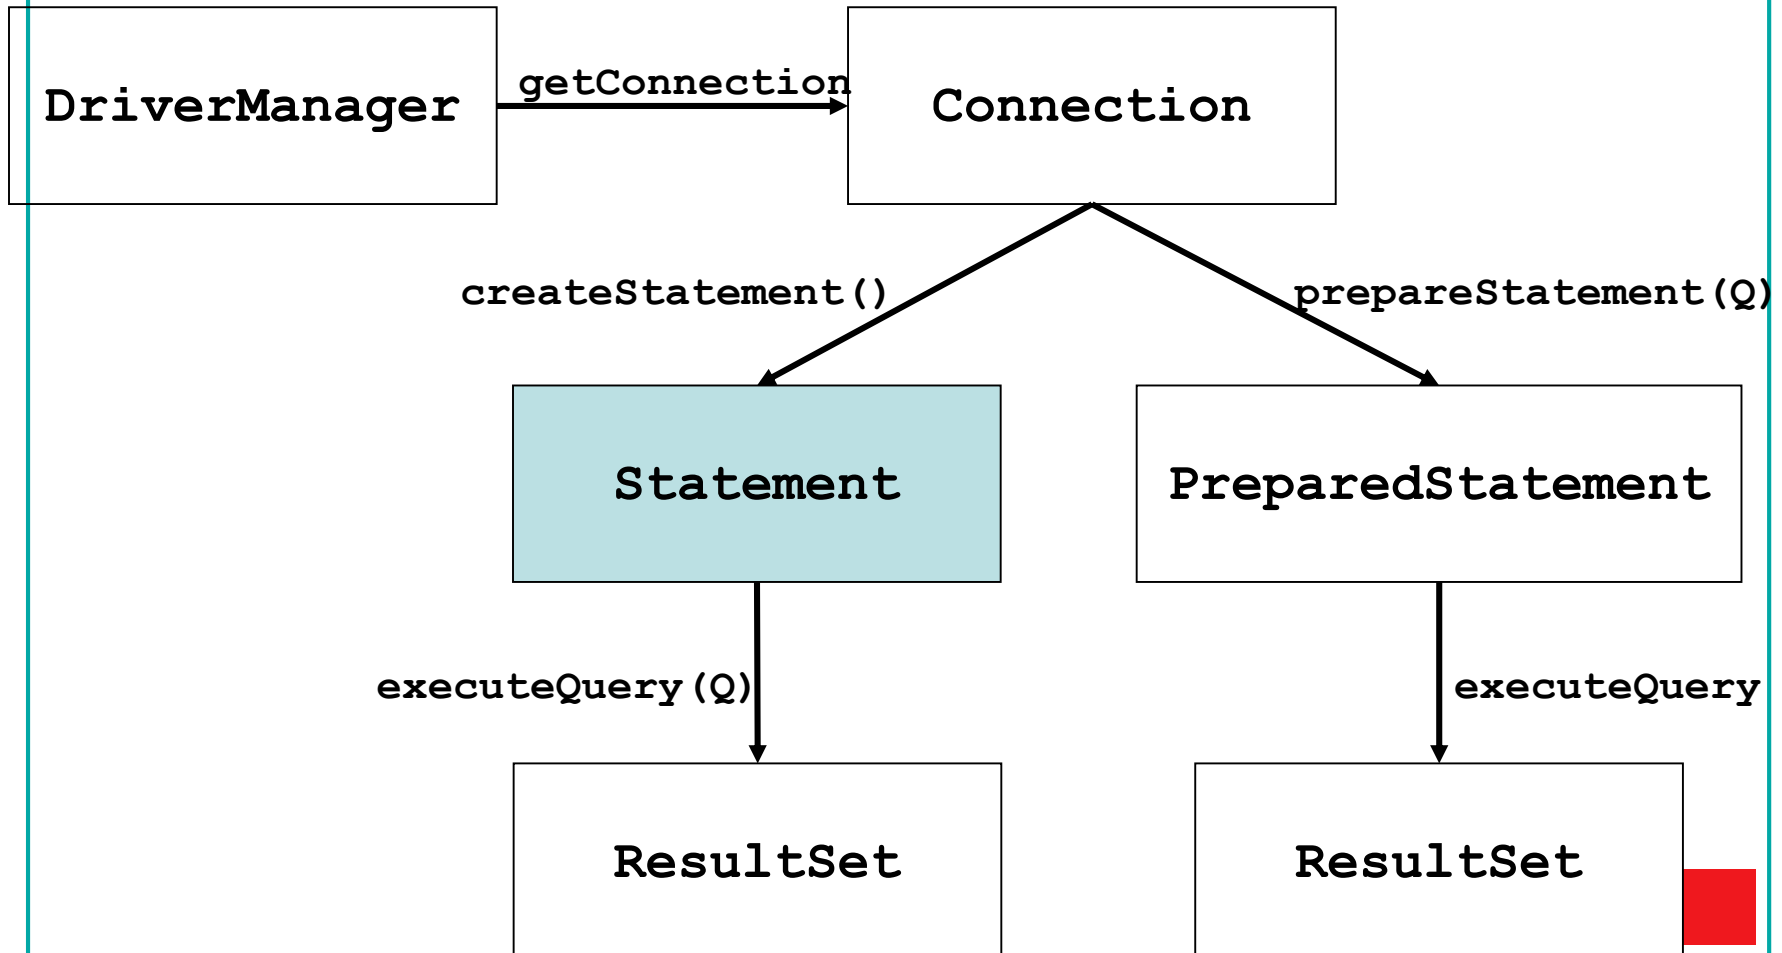 getConnection
DriverManager
Connection
createStatement()
prepareStatement(Q)
Statement
PreparedStatement
executeQuery(Q)
executeQuery
ResultSet
ResultSet